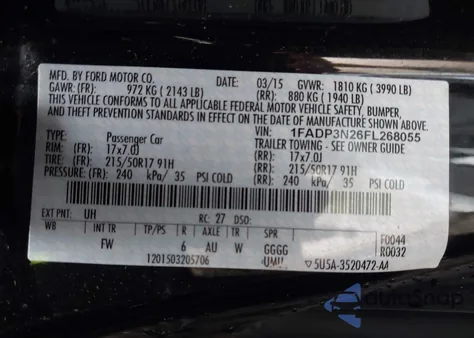 MFD. BY FORD MOTOR CO.
DATE: 03/15 GVWR: 1810 KG ( 3990 LB)
GAWR: (FR): 972 KG ( 2143 LB) (RR): 880 KG ( 1940 LB)
THIS VEHICLE CONFORMS TO ALL APPLICABLE FEDERAL MOTOR VEHICLE SAFETY, BUMPER,
AND THEFT PREVENTION STANDARDS IN EFFECT ON THE DATE OF MANUFACTURE SHOWN ABOVE.
VIN: 1FADP3N26FL268055
TYPE: Passenger Car TRAILER TOWING - SEE OWNER GUIDE
RIM: (FR) 17x7.0J (RR): 17x7.0J
TIRE: (FR): 215/50R17 91H (RR): 215/50R17 91H
PRESSURE: (FR) 240 kPa/ 35 PSI COLD (RR): 240 kPa/ 35 PSI COLD
EXT PNT: UH RC: 27 DSO:
WB INT TR TP/PS R AXLE TR SPR F0044
FW 6 AU W GGGG R0032
1201503205706 UMU 5U5A-3520472-AA
autoSnap